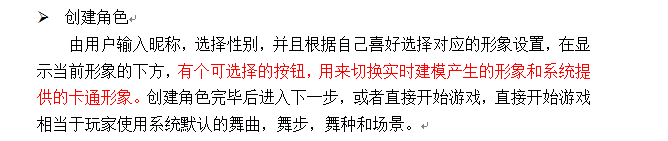 ➢ 创建角色
由用户输入昵称，选择性别，并且根据自己喜好选择对应的形象设置，在显
示当前形象的下方，有个可选择的按钮，用来切换实时建模产生的形象和系统提
供的卡通形象。创建角色完毕后进入下一步，或者直接开始游戏，直接开始游戏
相当于玩家使用系统默认的舞曲，舞步，舞种和场景。